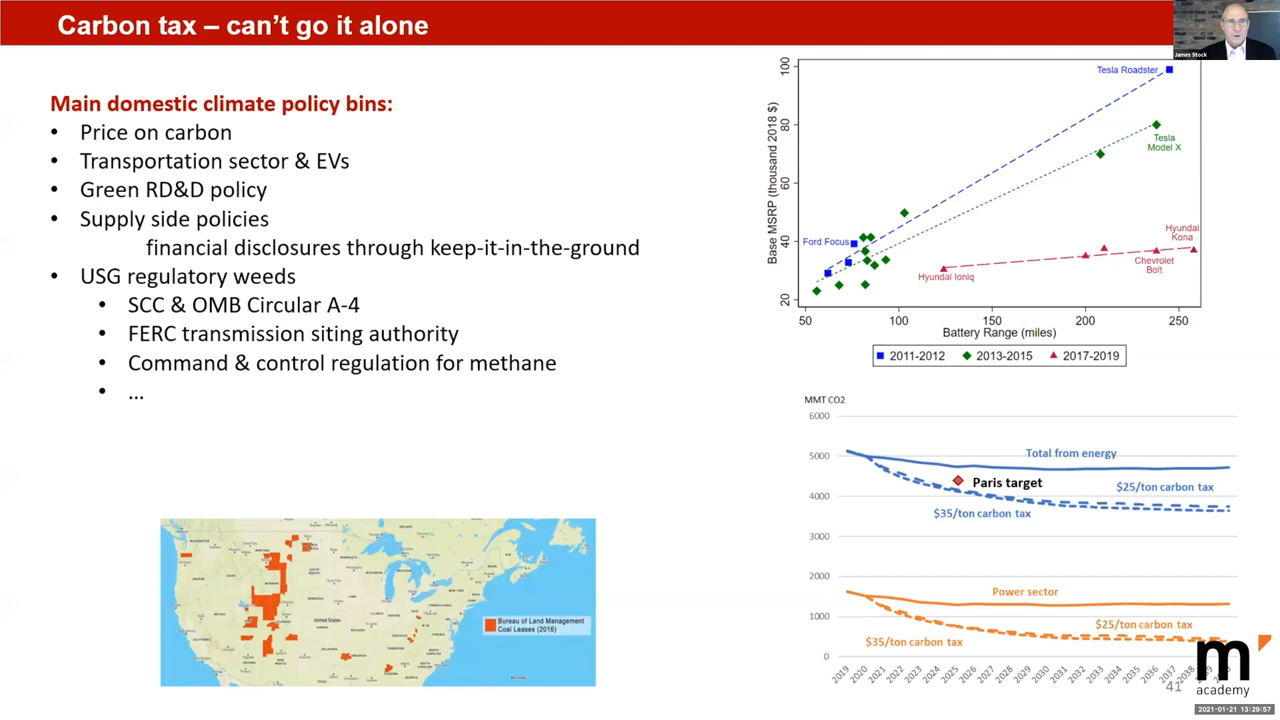 Carbon tax – can't go it alone
James Stock
Main domestic climate policy bins:
• Price on carbon
• Transportation sector & EVs
• Green RD&D policy
• Supply side policies
financial disclosures through keep-it-in-the-ground
• USG regulatory weeds
• SCC & OMB Circular A-4
• FERC transmission siting authority
• Command & control regulation for methane
• ...
Base MSRP (thousand 2018 $)
100
80
60
40
20
Tesla Roadster
Tesla
Model X
Ford Focus
Hyundai
Kona
Hyundai Ioniq
Chevrolet
Bolt
50 100 150 200 250
Battery Range (miles)
2011-2012 2013-2015 2017-2019
MMT CO2
6000
5000
4000
3000
2000
1000
0
Total from energy
Paris target
$25/ton carbon tax
$35/ton carbon tax
Power sector
$25/ton carbon tax
$35/ton carbon tax
2020 2021 2022 2023 2024 2025 2026 2027 2028 2029 2030 2031 2032 2033 2034 2035 2036 2037
United States
Bureau of Land Management
Coal Leases (2016)
41
m
academy
2021-01-21 13:29:57